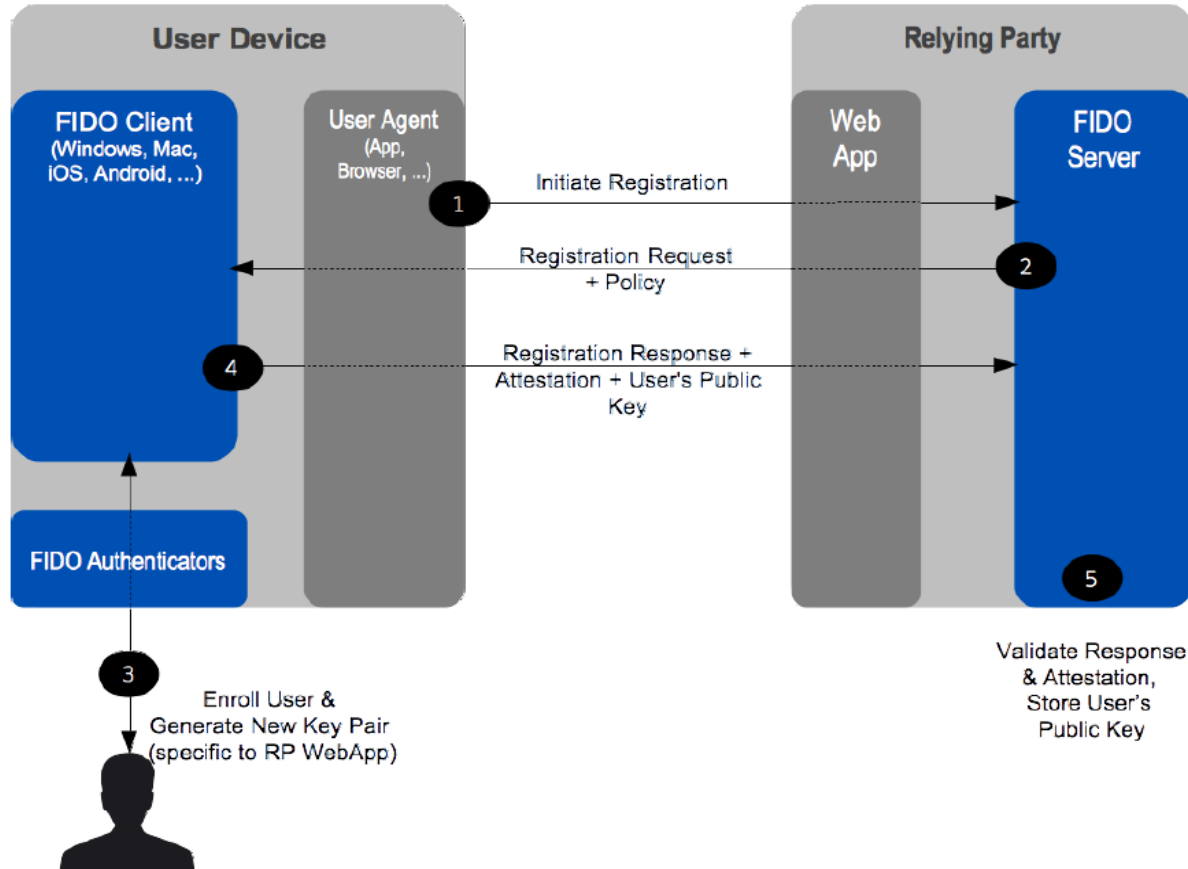 User Device
FIDO Client
(Windows, Mac,
iOS, Android, ...)
User Agent
(App,
Browser, ...)
Relying Party
Web
App
FIDO
Server
1
Initiate Registration
Registration Request
+ Policy
2
4
Registration Response +
Attestation + User's Public
Key
FIDO Authenticators
5
3
Enroll User &
Generate New Key Pair
(specific to RP WebApp)
Validate Response
& Attestation,
Store User's
Public Key